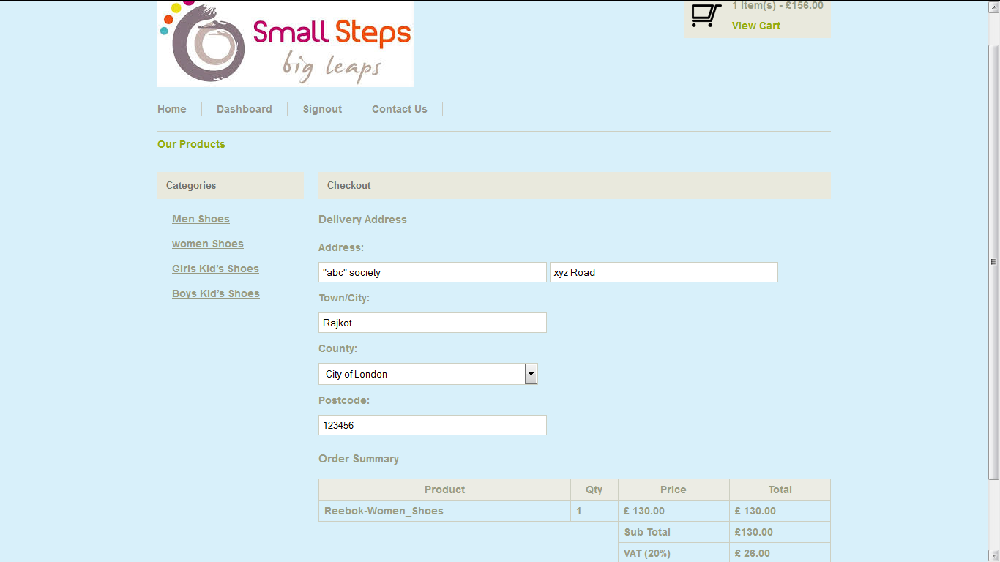 1 Item(s) - £156.00
Small Steps
big leaps
View Cart
Home Dashboard Signout Contact Us
Our Products
Categories
Men Shoes
women Shoes
Girls Kid’s Shoes
Boys Kid’s Shoes
Checkout
Delivery Address
Address:
"abc" society xyz Road
Town/City:
Rajkot
County:
City of London
Postcode:
123456
Order Summary
Product Qty Price Total
Reebok-Women_Shoes 1 £ 130.00 £ 130.00
Sub Total £130.00
VAT (20%) £ 26.00